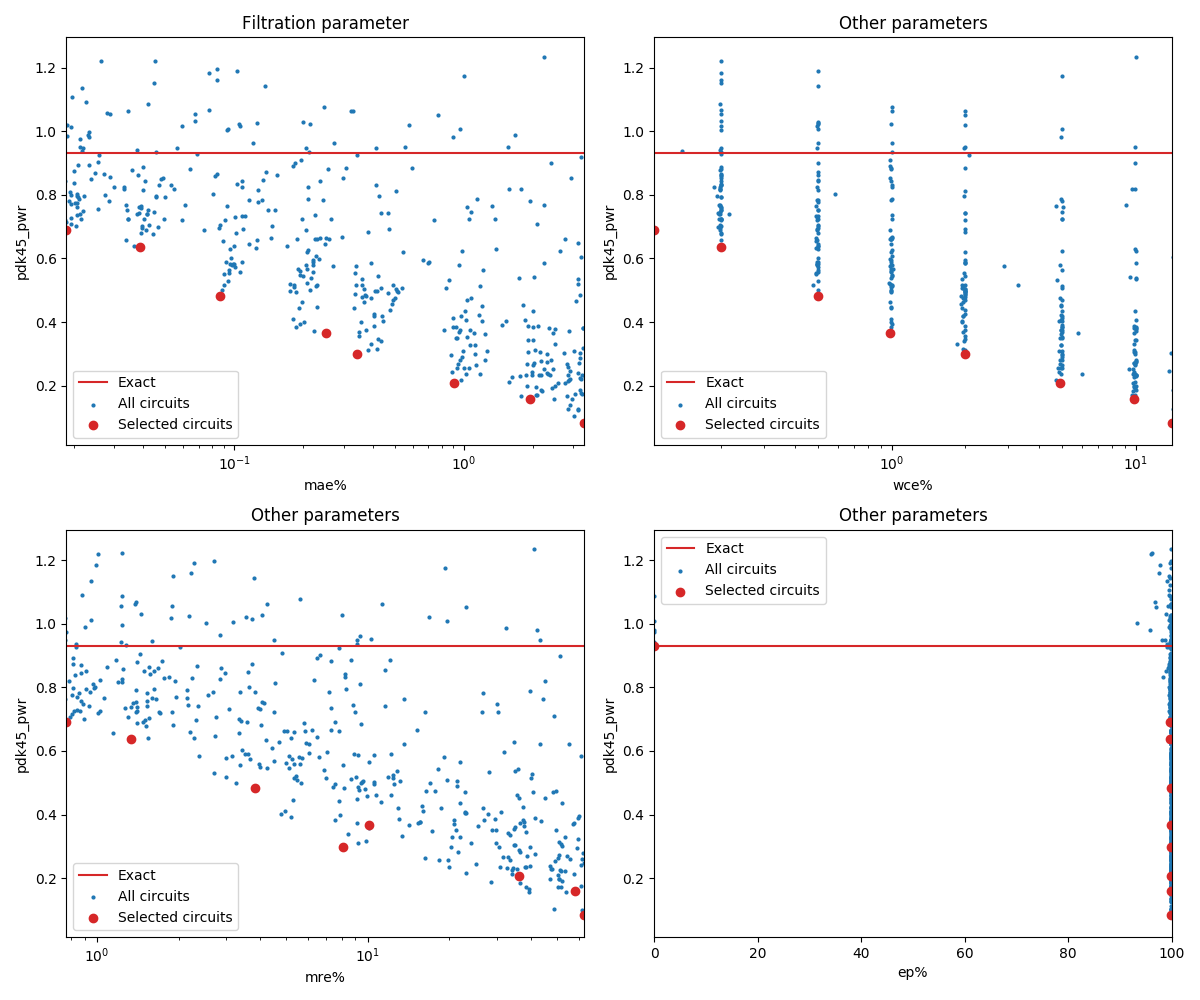 Filtration parameter
pdk45_pwr
1.2
1.0
0.8
0.6
0.4
0.2
Exact
All circuits
Selected circuits
10⁻¹
10⁰
mae%
Other parameters
pdk45_pwr
1.2
1.0
0.8
0.6
0.4
0.2
Exact
All circuits
Selected circuits
10⁰
10¹
wce%
Other parameters
pdk45_pwr
1.2
1.0
0.8
0.6
0.4
0.2
Exact
All circuits
Selected circuits
10⁰
10¹
mre%
Other parameters
pdk45_pwr
1.2
1.0
0.8
0.6
0.4
0.2
Exact
All circuits
Selected circuits
0
20
40
60
80
100
ep%